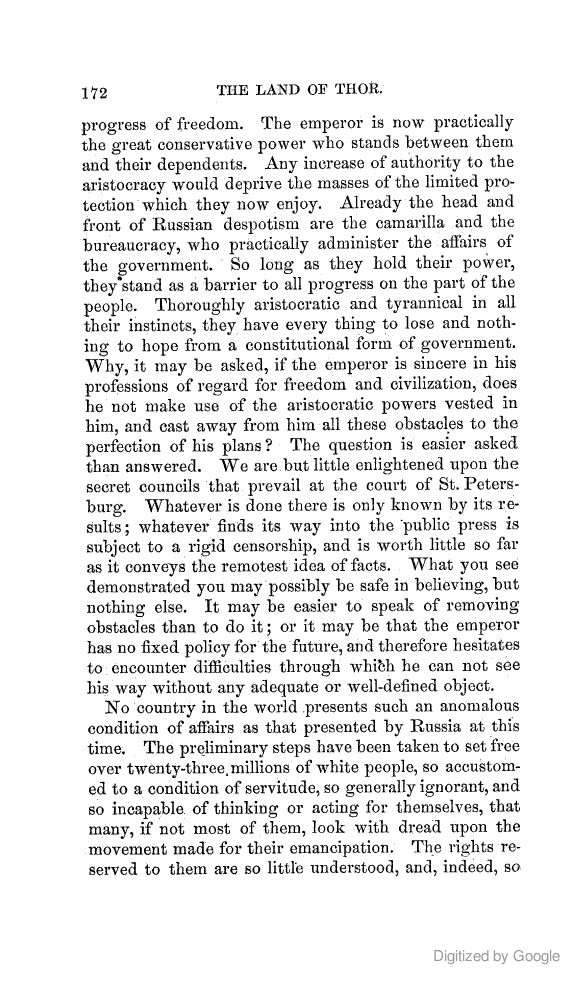 172 THE LAND OF THOR.
progress of freedom. The emperor is now practically
the great conservative power who stands between them
and their dependents. Any increase of authority to the
aristocracy would deprive the masses of the limited pro-
tection which they now enjoy. Already the head and
front of Russian despotism are the camarilla and the
bureaucracy, who practically administer the affairs of
the government. So long as they hold their power,
they stand as a barrier to all progress on the part of the
people. Thoroughly aristocratic and tyrannical in all
their instincts, they have every thing to lose and noth-
ing to hope from a constitutional form of government.
Why, it may be asked, if the emperor is sincere in his
professions of regard for freedom and civilization, does
he not make use of the aristocratic powers vested in
him, and cast away from him all these obstacles to the
perfection of his plans? The question is easier asked
than answered. We are but little enlightened upon the
secret councils that prevail at the court of St. Peters-
burg. Whatever is done there is only known by its re-
sults; whatever finds its way into the public press is
subject to a rigid censorship, and is worth little so far
as it conveys the remotest idea of facts. What you see
demonstrated you may possibly be safe in believing, but
nothing else. It may be easier to speak of removing
obstacles than to do it; or it may be that the emperor
has no fixed policy for the future, and therefore hesitates
to encounter difficulties through which he can not see
his way without any adequate or well-defined object.
No country in the world presents such an anomalous
condition of affairs as that presented by Russia at this
time. The preliminary steps have been taken to set free
over twenty-three millions of white people, so accustom-
ed to a condition of servitude, so generally ignorant, and
so incapable of thinking or acting for themselves, that
many, if not most of them, look with dread upon the
movement made for their emancipation. The rights re-
served to them are so little understood, and, indeed, so
Digitized by Google